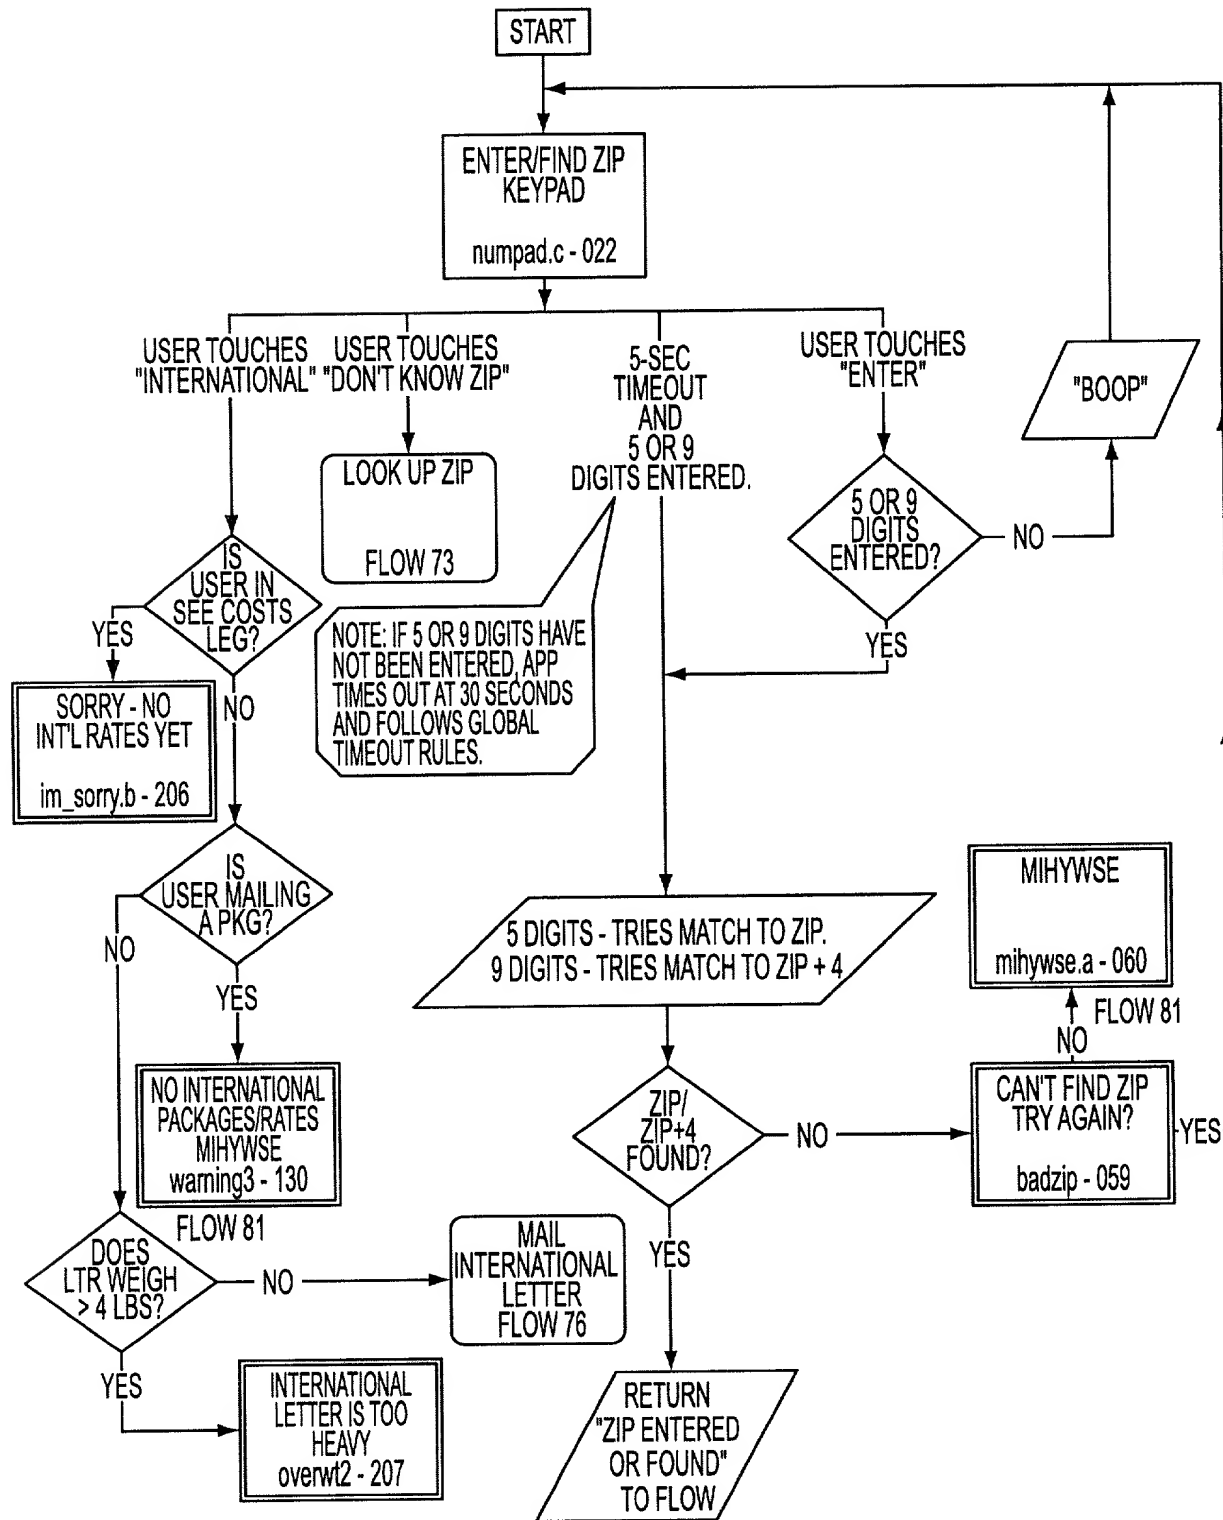 START
ENTER/FIND ZIP
KEYPAD
numpad.c - 022
USER TOUCHES
"INTERNATIONAL"
USER TOUCHES
"DON'T KNOW ZIP"
5-SEC
TIMEOUT
AND
5 OR 9
DIGITS ENTERED.
USER TOUCHES
"ENTER"
"BOOP"
LOOK UP ZIP
FLOW 73
5 OR 9
DIGITS
ENTERED?
NO
YES
IS
USER IN
SEE COSTS
LEG?
YES
NO
NOTE: IF 5 OR 9 DIGITS HAVE
NOT BEEN ENTERED, APP
TIMES OUT AT 30 SECONDS
AND FOLLOWS GLOBAL
TIMEOUT RULES.
SORRY - NO
INT'L RATES YET
im_sorry.b - 206
IS
USER MAILING
A PKG?
NO
YES
5 DIGITS - TRIES MATCH TO ZIP.
9 DIGITS - TRIES MATCH TO ZIP + 4
MIHYWSE
mihywse.a - 060
FLOW 81
NO
NO INTERNATIONAL
PACKAGES/RATES
MIHYWSE
warning3 - 130
FLOW 81
ZIP/
ZIP+4
FOUND?
NO
CAN'T FIND ZIP
TRY AGAIN?
badzip - 059
YES
YES
DOES
LTR WEIGH
> 4 LBS?
NO
MAIL
INTERNATIONAL
LETTER
FLOW 76
YES
INTERNATIONAL
LETTER IS TOO
HEAVY
overwt2 - 207
RETURN
"ZIP ENTERED
OR FOUND"
TO FLOW